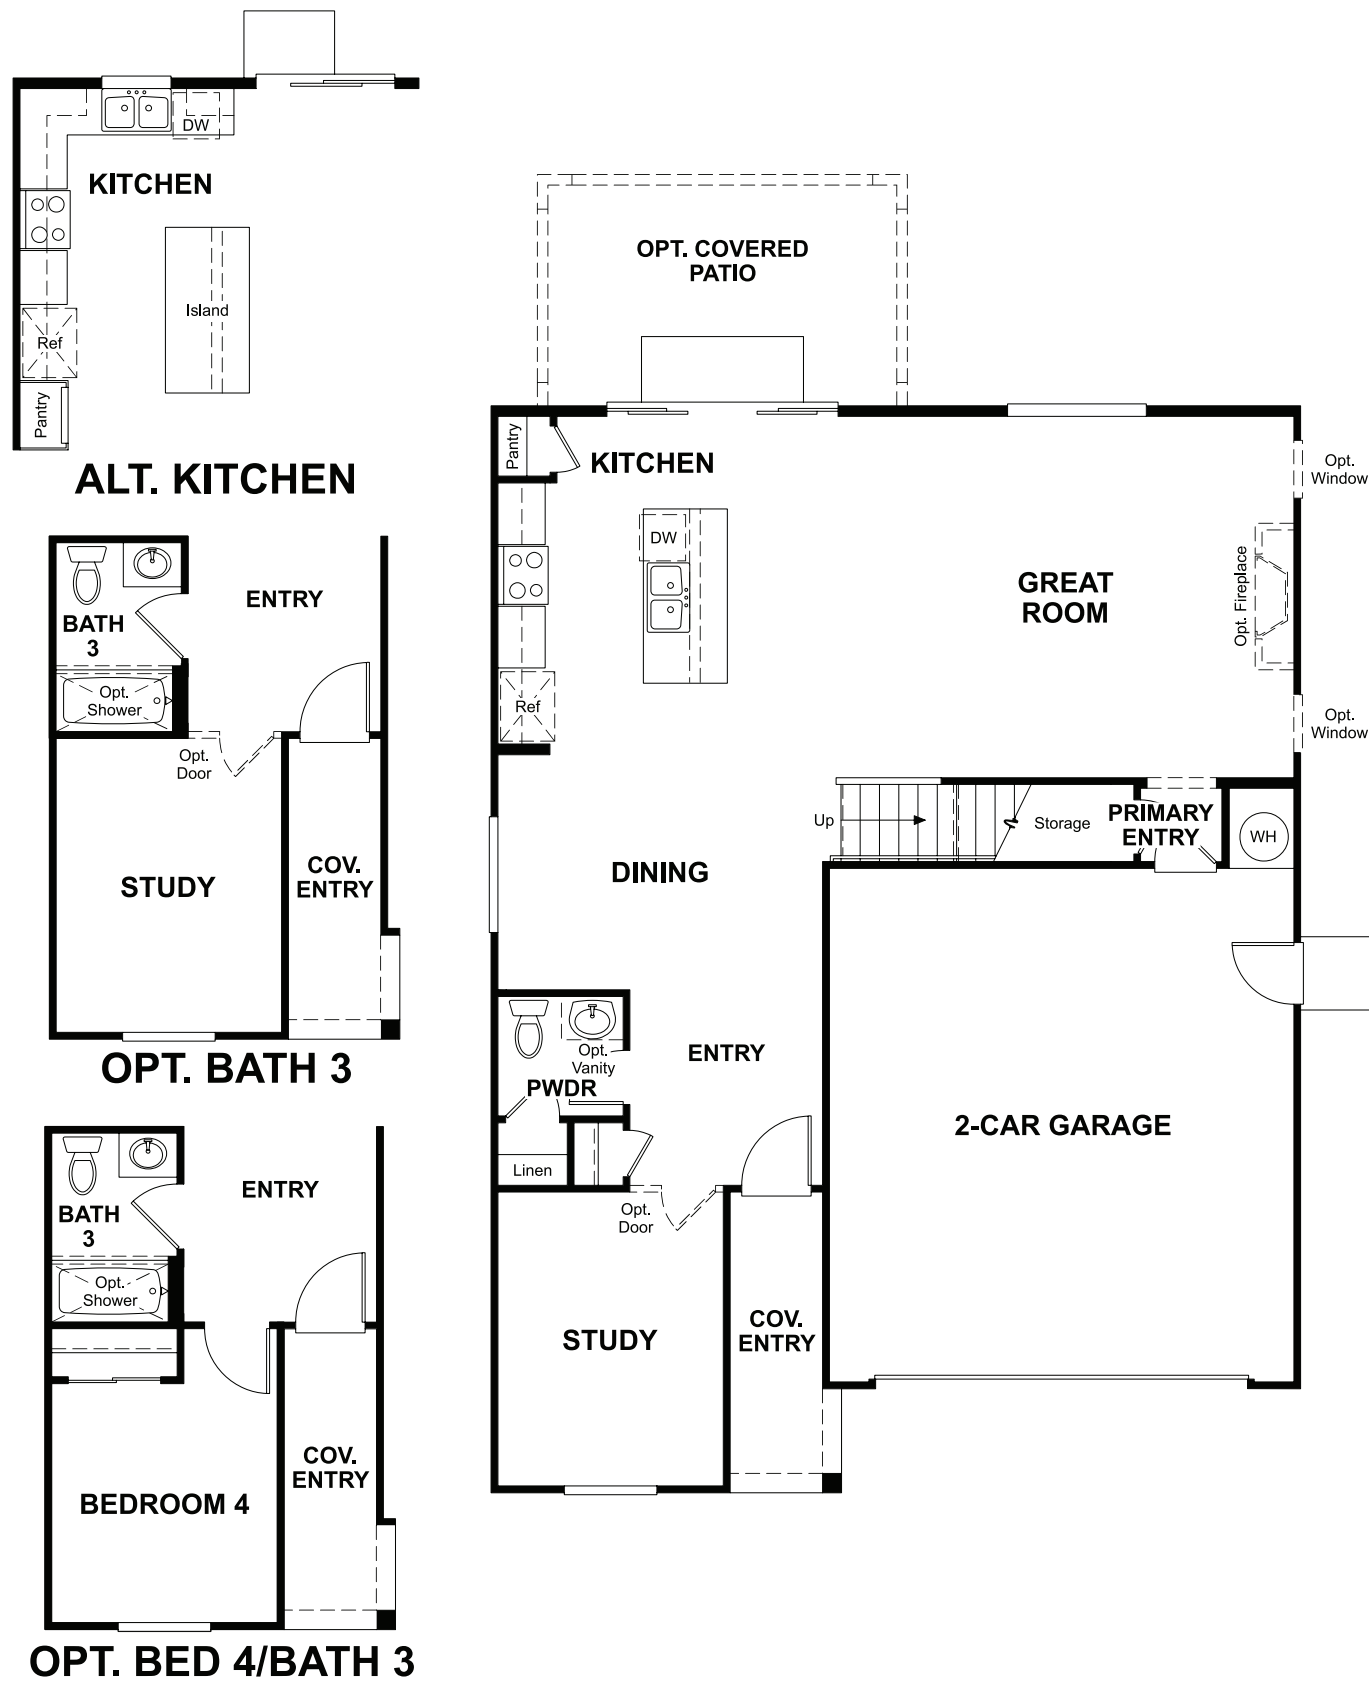 DW
KITCHEN
Island
Ref
Pantry
ALT. KITCHEN
BATH
3
ENTRY
Opt.
Shower
Opt.
Door
STUDY
COV.
ENTRY
OPT. BATH 3
BATH
3
ENTRY
Opt.
Shower
COV.
ENTRY
BEDROOM 4
OPT. BED 4/BATH 3
OPT. COVERED
PATIO
Pantry
KITCHEN
Opt.
Window
DW
GREAT
ROOM
Opt. Fireplace
Ref
Opt.
Window
Up
Storage
PRIMARY
ENTRY
WH
DINING
Opt.
Vanity
PWDR
ENTRY
2-CAR GARAGE
Linen
Opt.
Door
STUDY
COV.
ENTRY